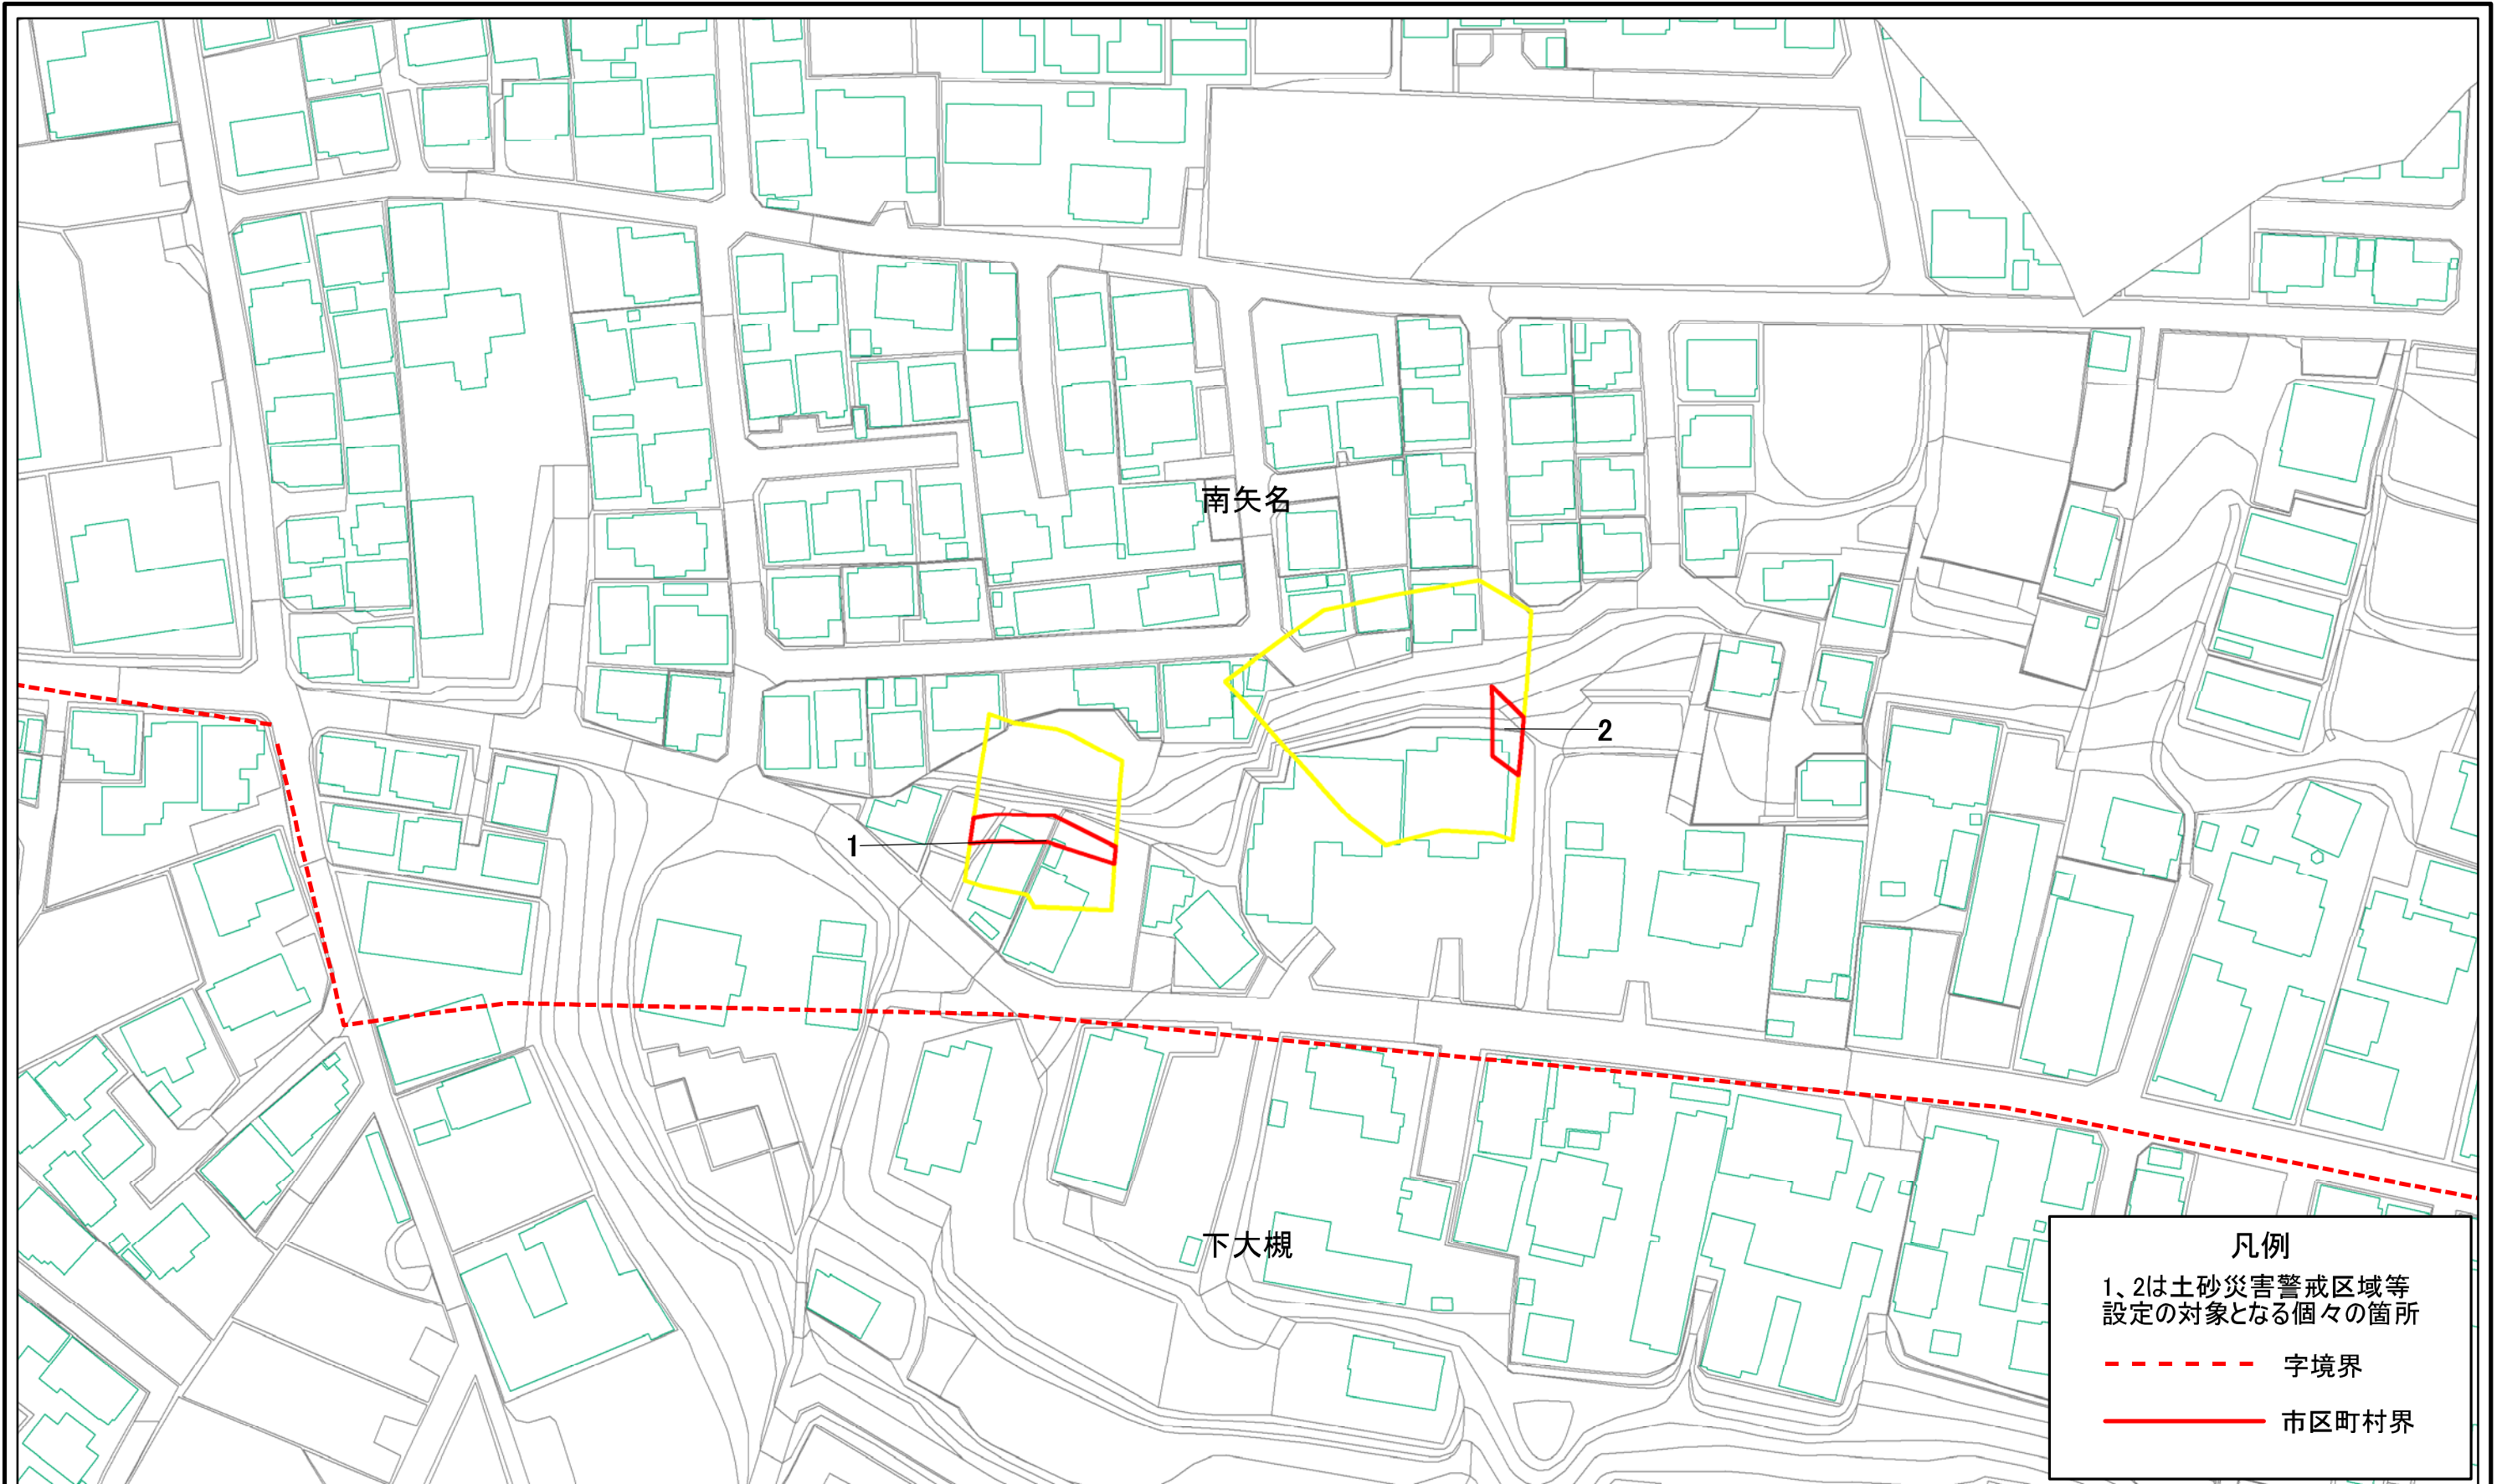 南矢名
2
1
下大槻
凡例
1、2は土砂災害警戒区域等
設定の対象となる個々の箇所
字境界
市区町村界